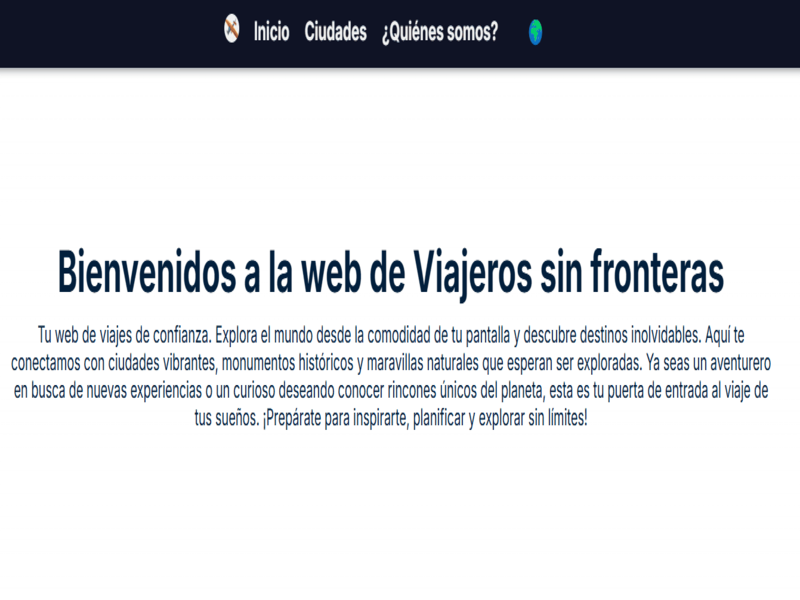 Inicio Ciudades ¿Quiénes somos?
Bienvenidos a la web de Viajeros sin fronteras
Tu web de viajes de confianza. Explora el mundo desde la comodidad de tu pantalla y descubre destinos inolvidables. Aquí te
conectamos con ciudades vibrantes, monumentos históricos y maravillas naturales que esperan ser exploradas. Ya seas un aventurero
en busca de nuevas experiencias o un curioso deseando conocer rincones únicos del planeta, esta es tu puerta de entrada al viaje de
tus sueños. ¡Prepárate para inspirarte, planificar y explorar sin límites!